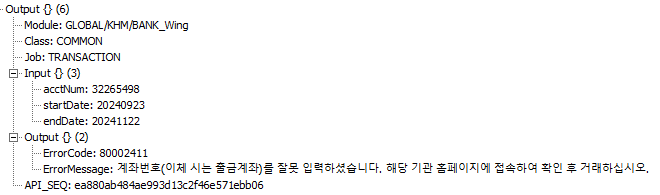 Output {} (6)
Module: GLOBAL/KHM/BANK_Wing
Class: COMMON
Job: TRANSACTION
Input {} (3)
acctNum: 32265498
startDate: 20240923
endDate: 20241122
Output {} (2)
ErrorCode: 80002411
ErrorMessage: 계좌번호(이체 시는 출금계좌)를 잘못 입력하셨습니다. 해당 기관 홈페이지에 접속하여 확인 후 거래하십시오.
API_SEQ: ea880ab484ae993d13c2f46e571ebb06